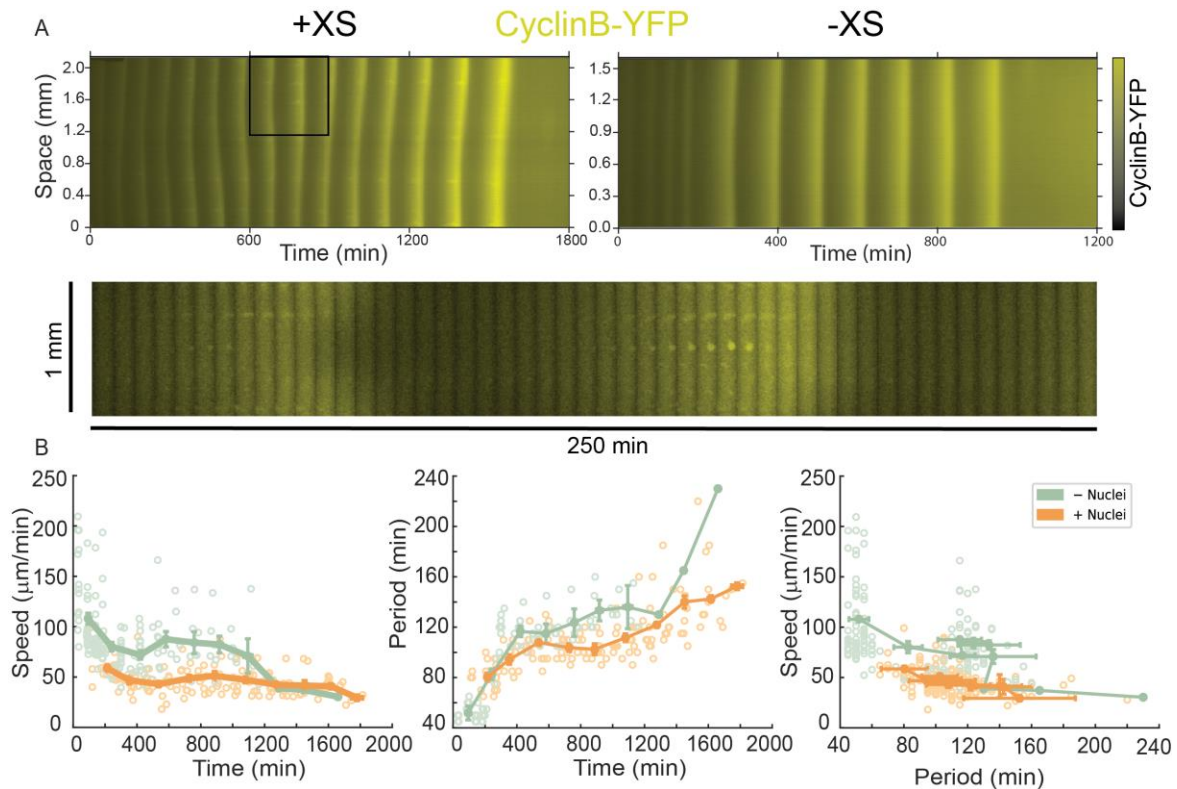 A
+XS
CyclinB-YFP
-XS
Space (mm)
2.0
1.6
1.2
0.8
0.4
0
0
600
1200
1800
Time (min)
1.5
1.2
0.9
0.6
0.3
0.0
0
400
800
1200
Time (min)
CyclinB-YFP
1 mm
250 min
B
Speed (μm/min)
250
200
150
100
50
0
0
400
800
1200
1600
2000
Time (min)
Period (min)
240
200
160
120
80
40
0
400
800
1200
1600
2000
Time (min)
Speed (μm/min)
250
200
150
100
50
0
40
80
120
160
200
240
Period (min)
− Nuclei
+ Nuclei